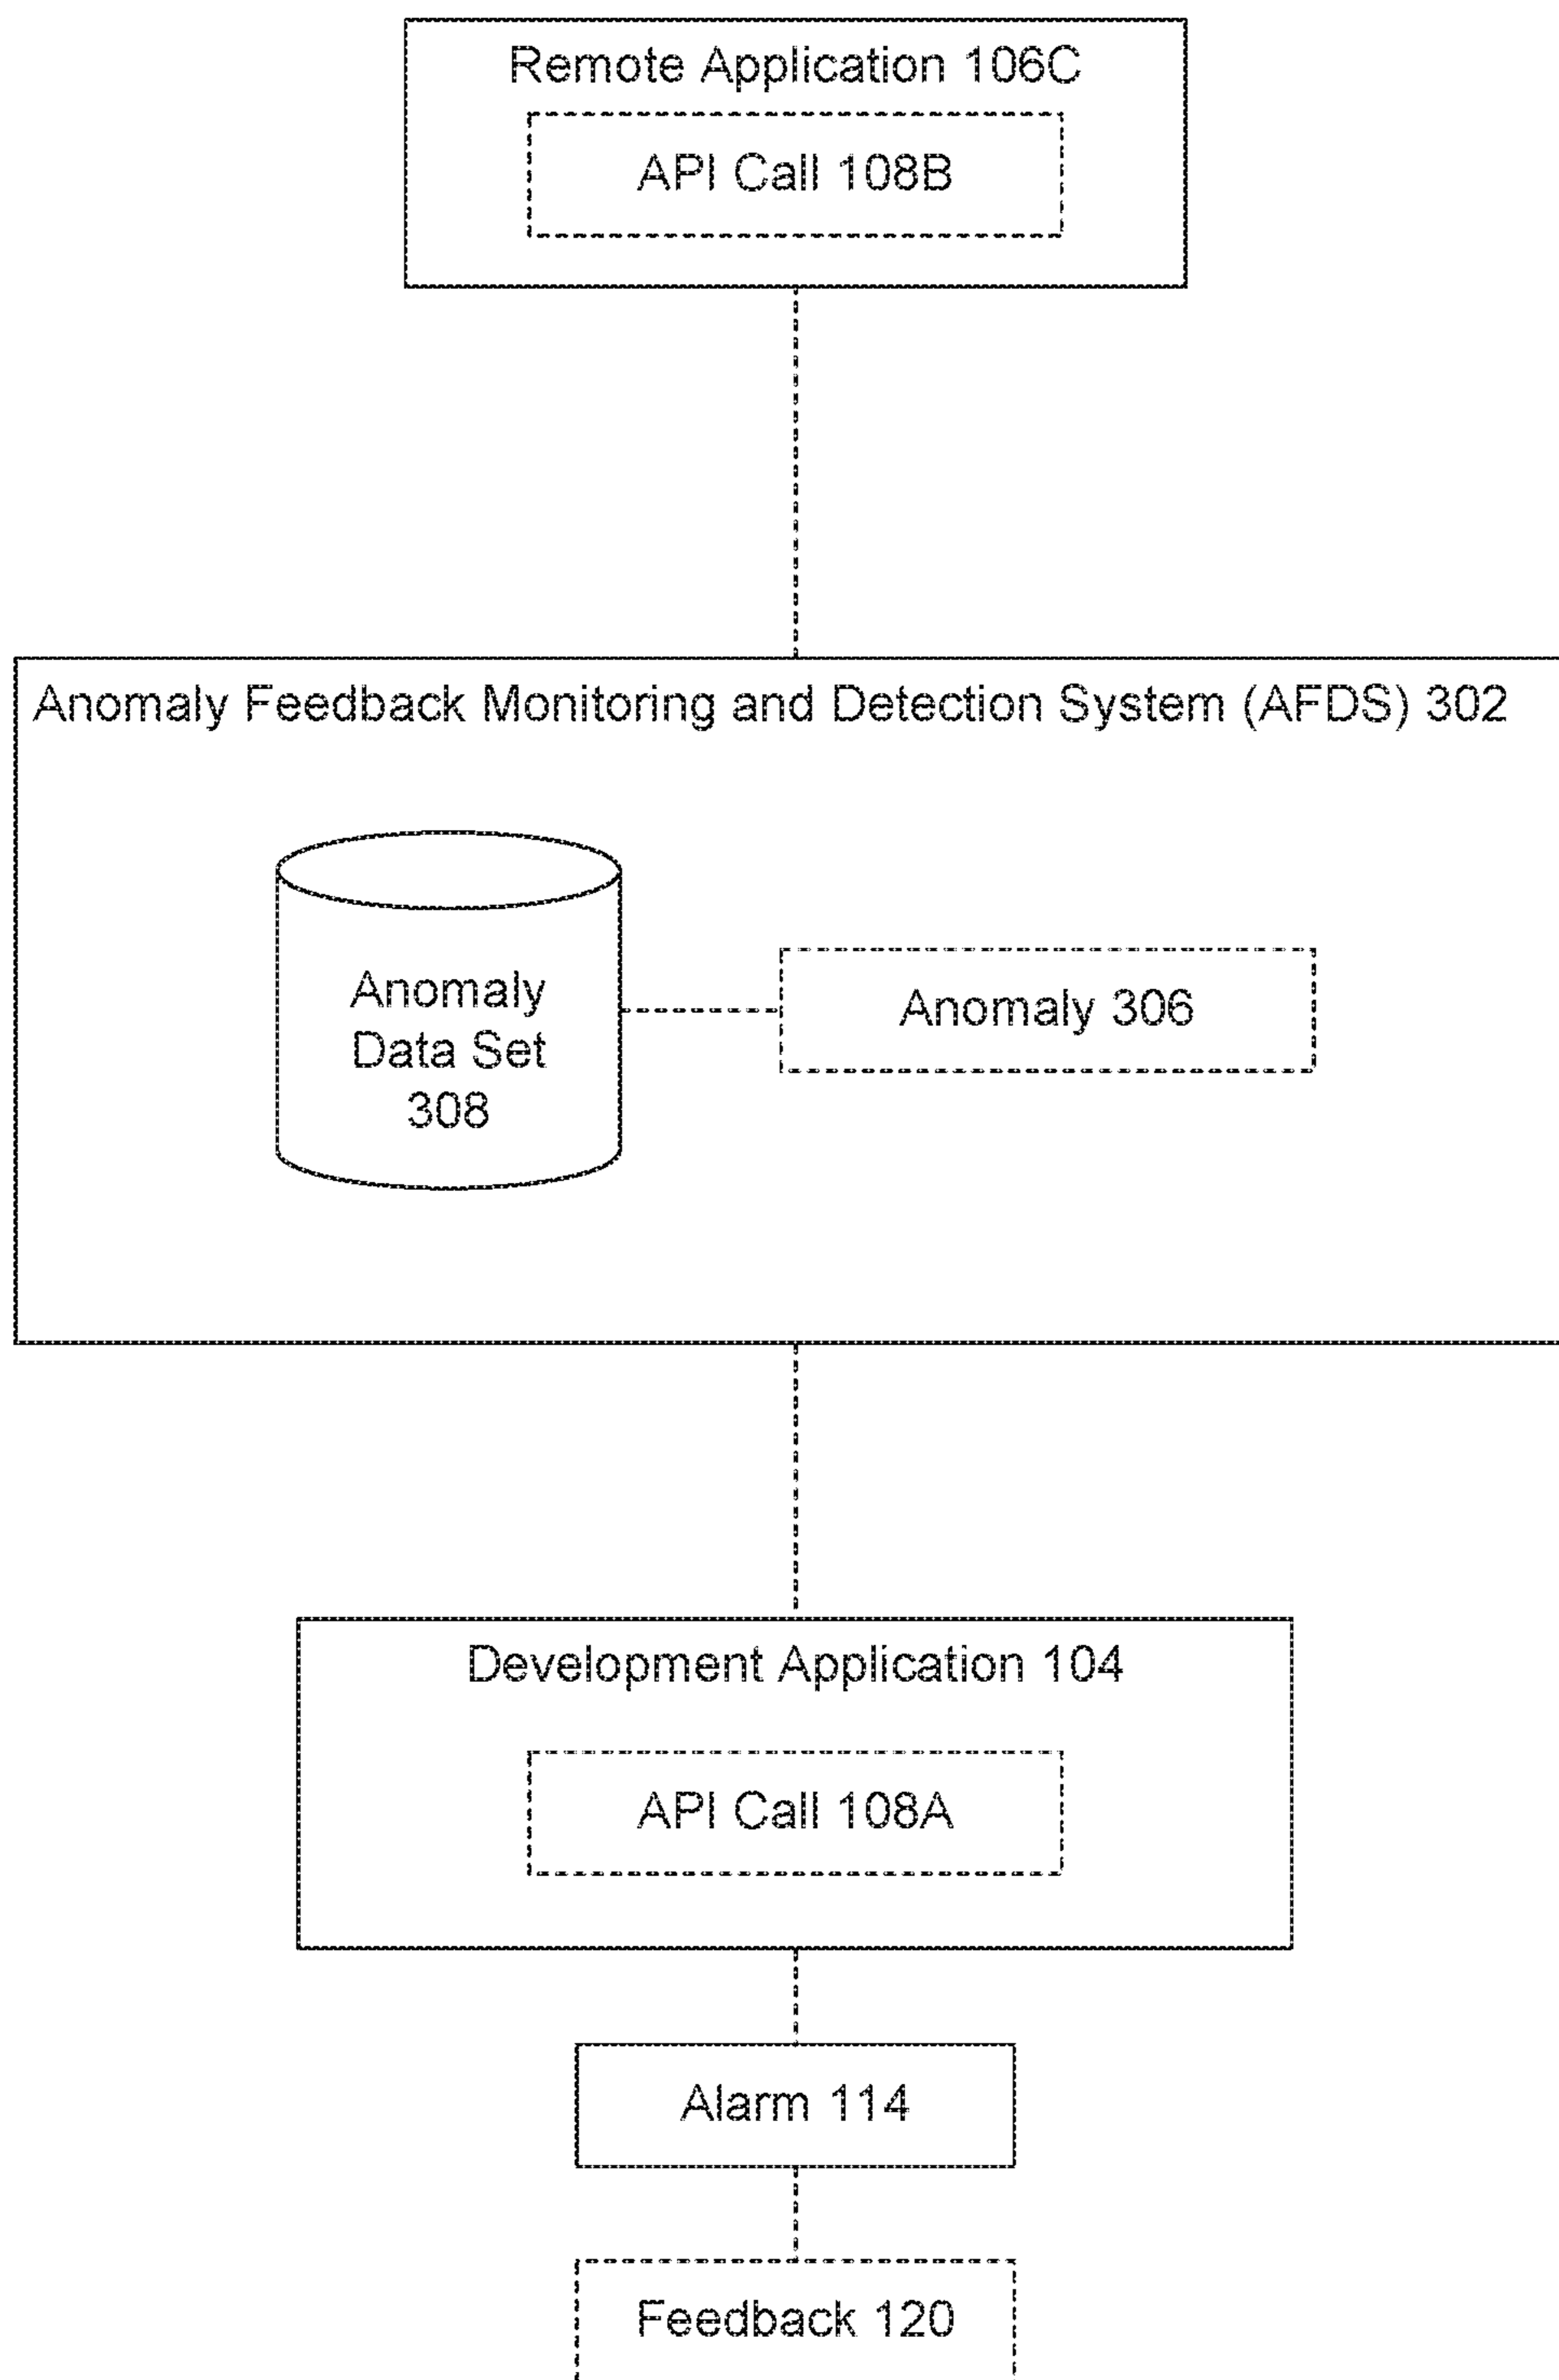 Remote Application 106C
API Call 108B
Anomaly Feedback Monitoring and Detection System (AFDS) 302
Anomaly
Data Set
308
Anomaly 306
Development Application 104
API Call 108A
Alarm 114
Feedback 120